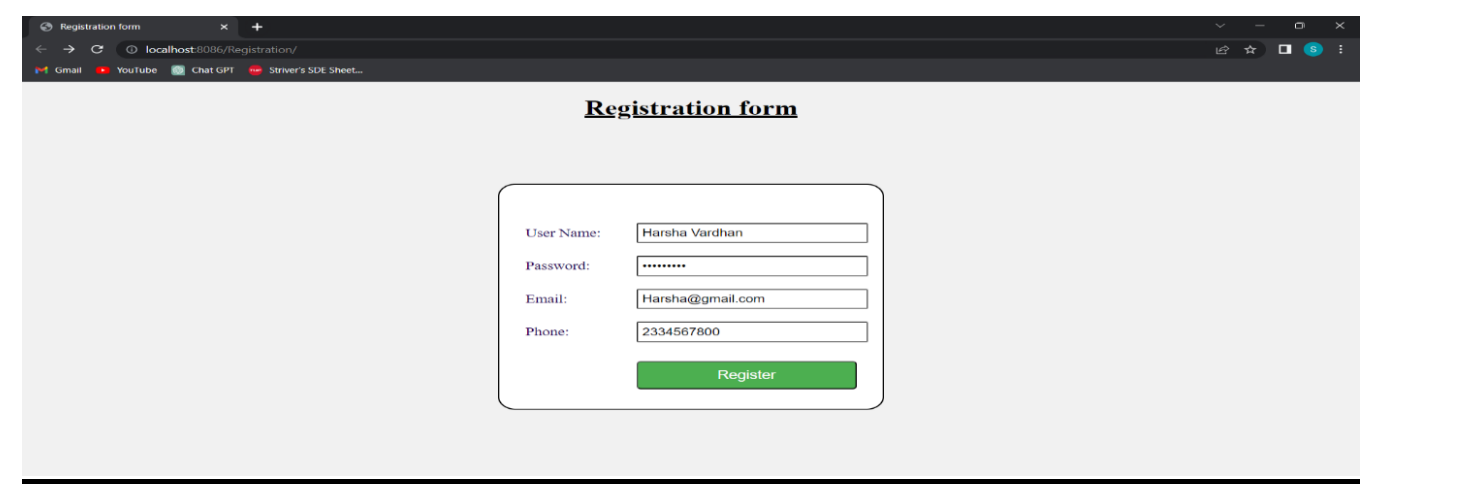 Registration form
localhost:8086/Registration/
Gmail YouTube Chat GPT Striver's SDE Sheet... S
Registration form
User Name: Harsha Vardhan
Password: •••••••••
Email: Harsha@gmail.com
Phone: 2334567800
Register